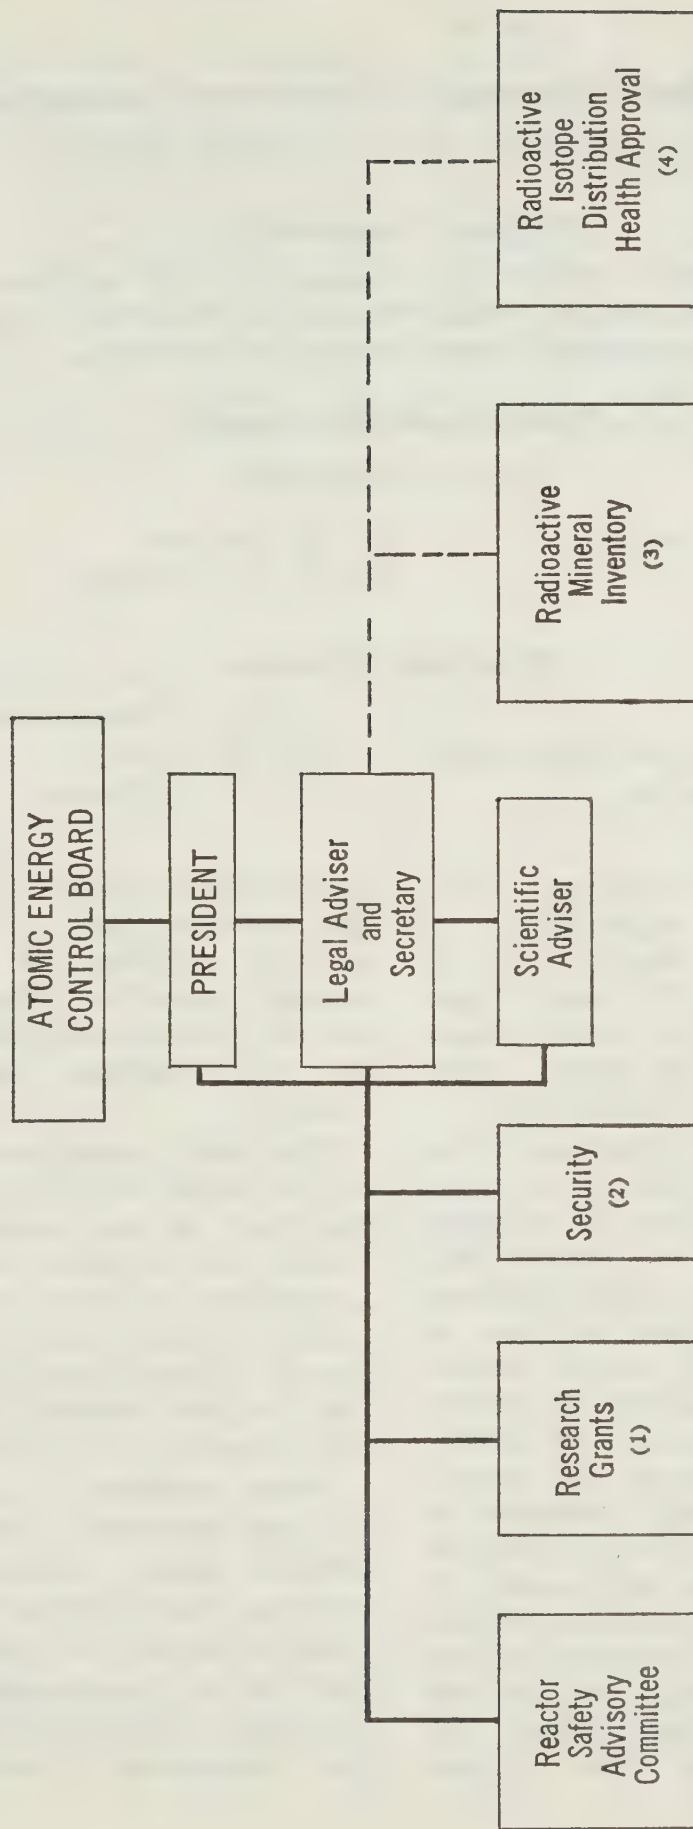 ATOMIC ENERGY
CONTROL BOARD
PRESIDENT
Legal Adviser
and
Secretary
Scientific
Adviser
Reactor
Safety
Advisory
Committee
Research
Grants
(1)
Security
(2)
Radioactive
Mineral
Inventory
(3)
Radioactive
Isotope
Distribution
Health Approval
(4)